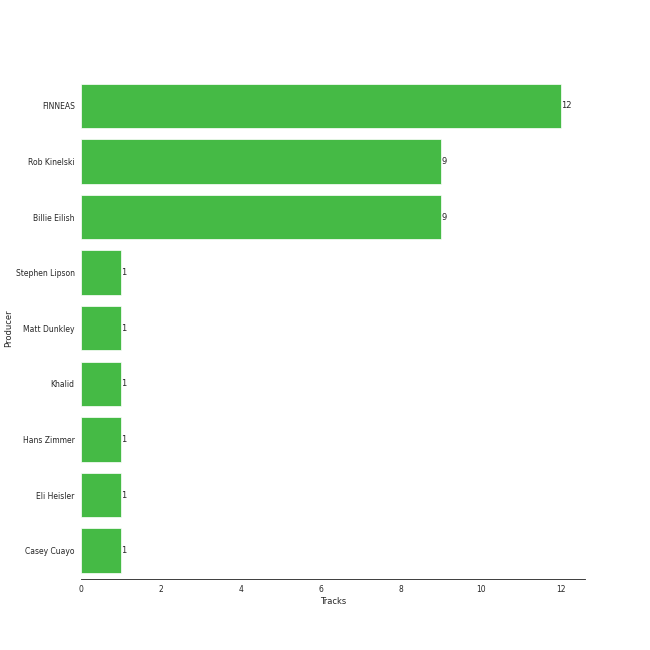 FINNEAS 12
Rob Kinelski 9
Billie Eilish 9
Stephen Lipson 1
Matt Dunkley 1
Khalid 1
Hans Zimmer 1
Eli Heisler 1
Casey Cuayo 1
Producer
0 2 4 6 8 10 12
Tracks